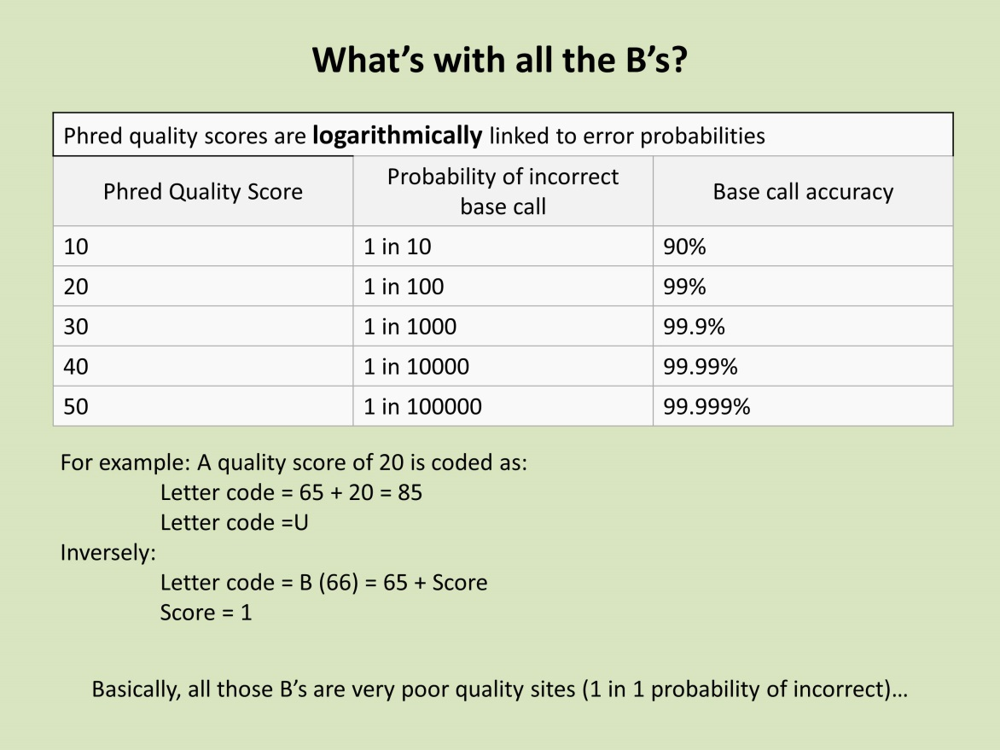 What’s with all the B’s?
Phred quality scores are logarithmically linked to error probabilities
Phred Quality Score
Probability of incorrect
base call
Base call accuracy
10
1 in 10
90%
20
1 in 100
99%
30
1 in 1000
99.9%
40
1 in 10000
99.99%
50
1 in 100000
99.999%
For example: A quality score of 20 is coded as:
Letter code = 65 + 20 = 85
Letter code =U
Inversely:
Letter code = B (66) = 65 + Score
Score = 1
Basically, all those B’s are very poor quality sites (1 in 1 probability of incorrect)…